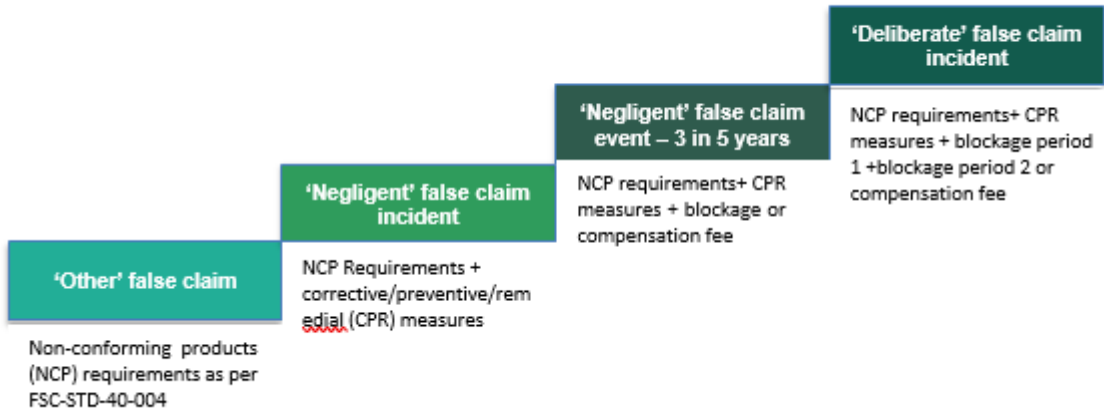 'Other' false claim
Non-conforming products
(NCP) requirements as per
FSC-STD-40-004
'Negligent' false claim
incident
NCP Requirements +
corrective/preventive/rem
edial (CPR) measures
'Negligent' false claim
event – 3 in 5 years
NCP requirements+ CPR
measures + blockage or
compensation fee
'Deliberate' false claim
incident
NCP requirements+ CPR
measures + blockage period
1 +blockage period 2 or
compensation fee